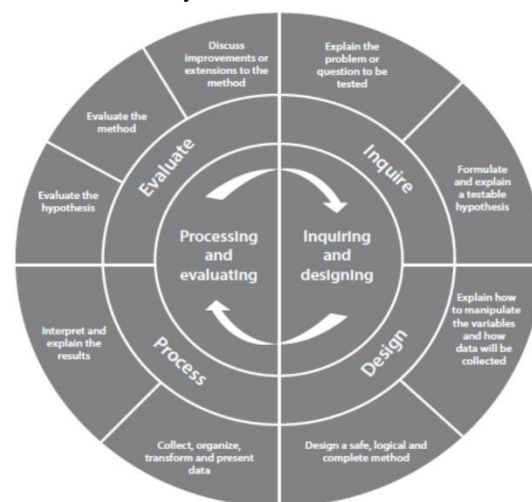 Discuss
improvements or
extensions to the
method
Explain the
problem or
question to be
tested
Evaluate the
method
Evaluate
Inquire
Evaluate the
hypothesis
Formulate
and explain
a testable
hypothesis
Processing
and
evaluating
Inquiring
and
designing
Interpret and
explain the
results
Process
Design
Explain how
to manipulate
the variables
and how
data will be
collected
Collect, organize,
transform and present
data
Design a safe, logical and
complete method